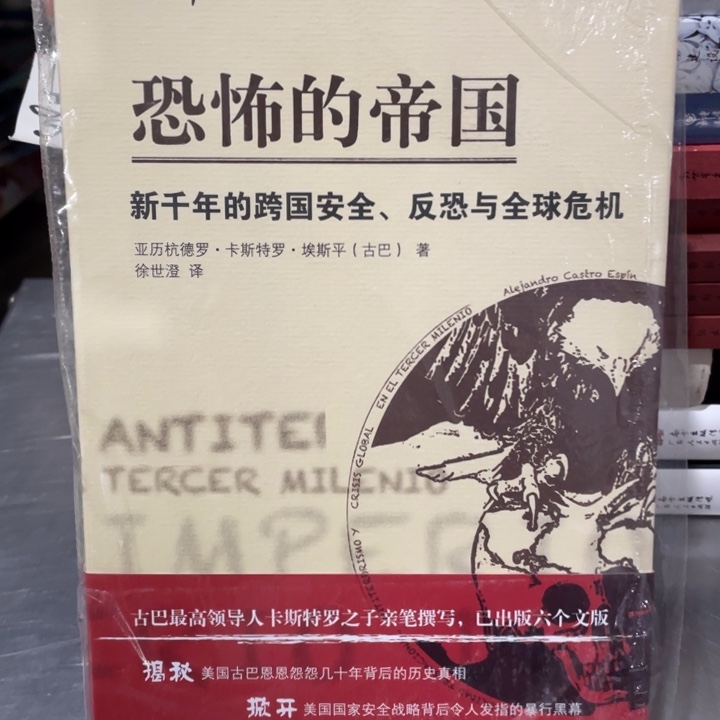 恐怖的帝国
新千年的跨国安全、反恐与全球危机
亚历杭德罗·卡斯特罗·埃斯平(古巴) 著
徐世澄 译
Alejandro Castro Espín
CRISIS GLOBAL EN EL TERCER MILENIO
ANTITE
TERCER MILENIO
IMPER
古巴最高领导人卡斯特罗之子亲笔撰写,已出版六个文版
揭秘 美国古巴恩恩怨怨几十年背后的历史真相
掀开 美国国家安全战略背后令人发指的暴行黑幕